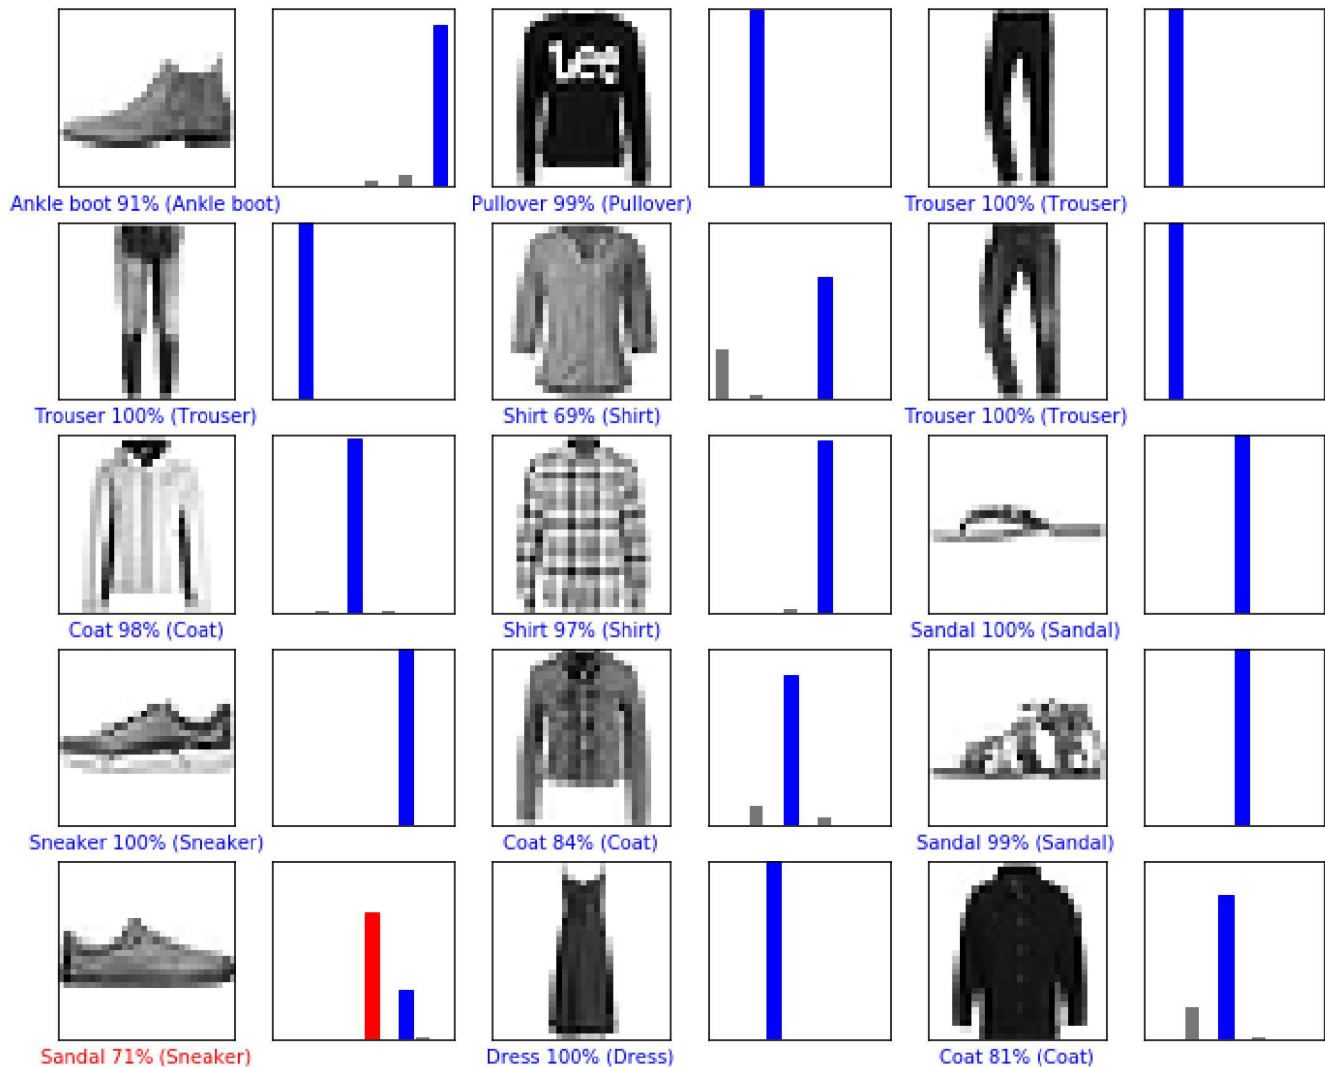 Lee
Ankle boot 91% (Ankle boot)
Pullover 99% (Pullover)
Trouser 100% (Trouser)
Trouser 100% (Trouser)
Shirt 69% (Shirt)
Trouser 100% (Trouser)
Coat 98% (Coat)
Shirt 97% (Shirt)
Sandal 100% (Sandal)
Sneaker 100% (Sneaker)
Coat 84% (Coat)
Sandal 99% (Sandal)
Sandal 71% (Sneaker)
Dress 100% (Dress)
Coat 81% (Coat)